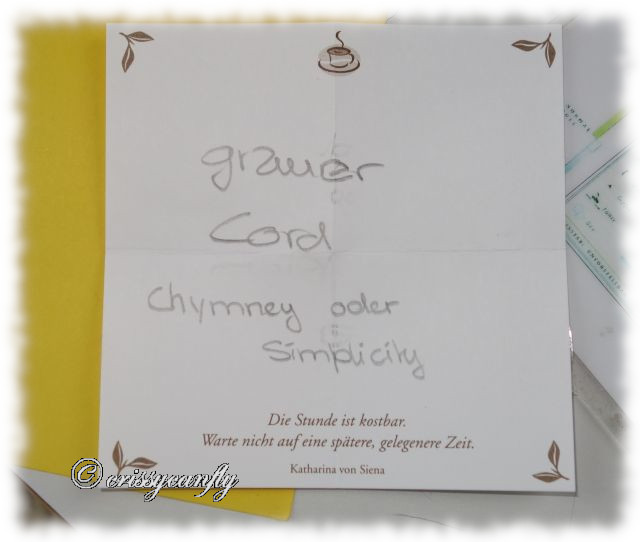 grauer
Cord
Chymney oder
Simplicity
Die Stunde ist kostbar.
Warte nicht auf eine spätere, gelegenere Zeit.
Katharina von Siena
© crissycanfly